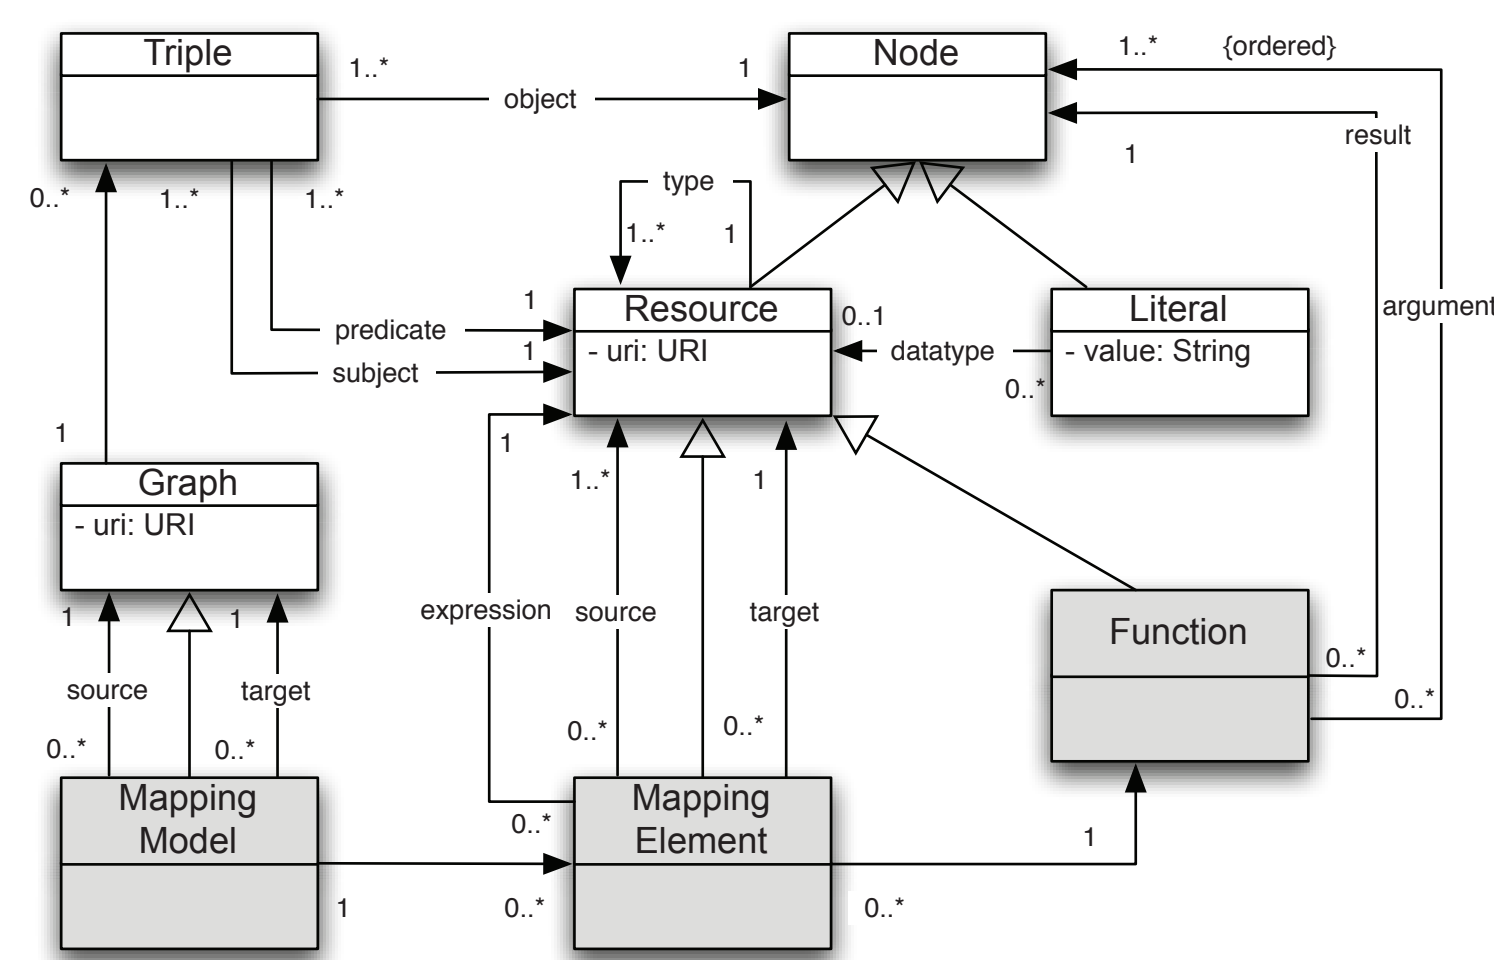 Triple
Node
1..*
1
object
1..*
{ordered}
1
result
0..*
1..*
1..*
type
1..*
1
Resource
- uri: URI
Literal
- value: String
0..1
datatype
0..*
argument
1
predicate
1
subject
1
Graph
- uri: URI
1
1..*
1
expression
source
target
Function
1
1
source
target
0..*
0..*
0..*
0..*
0..*
0..*
Mapping
Model
Mapping
Element
0..*
1
1
0..*
0..*